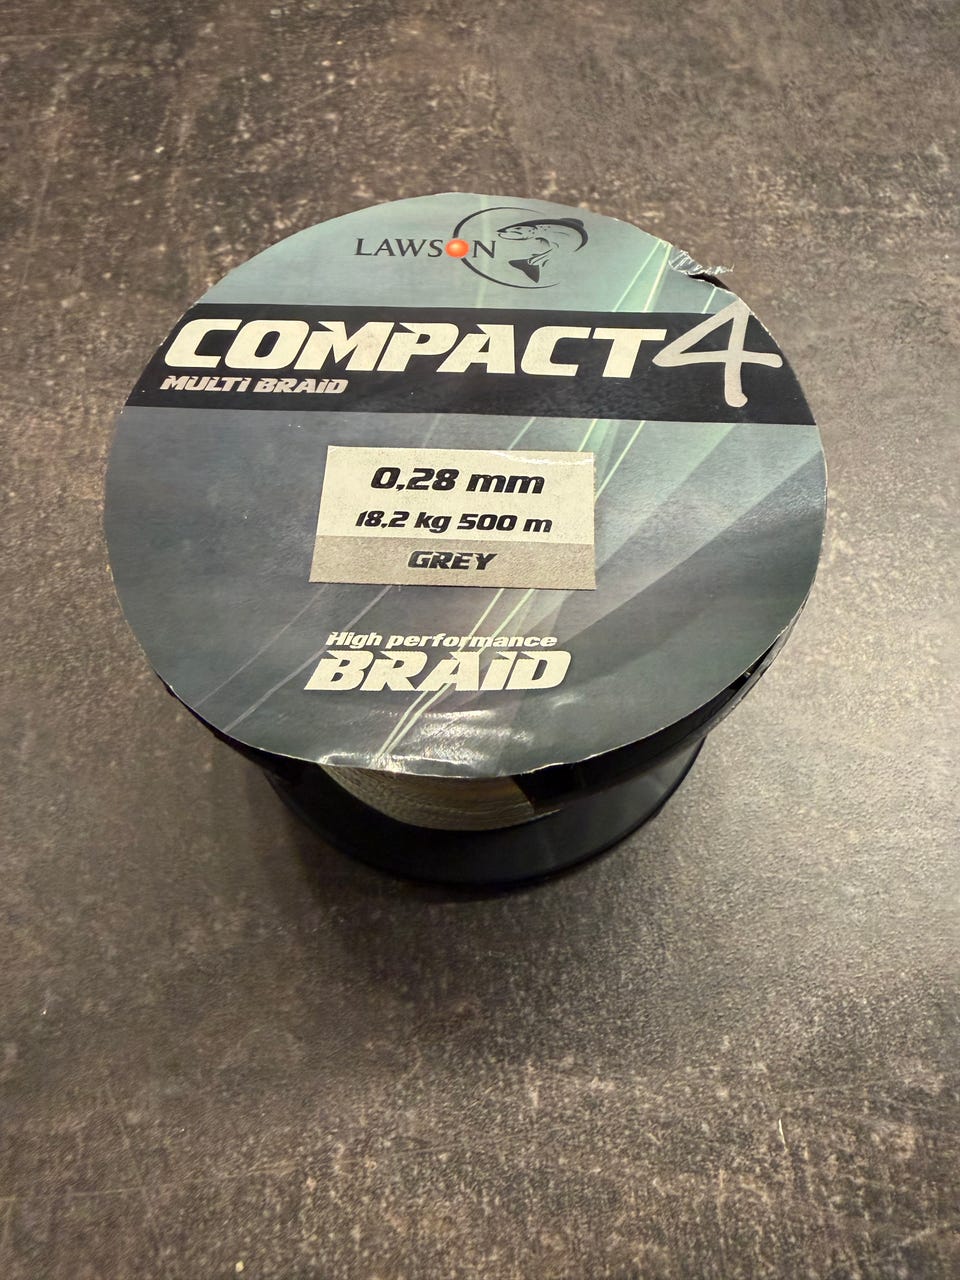 LAWSON
COMPACT4
MULTI BRAID
0,28 mm
18,2 kg 500 m
GREY
High performance
BRAID